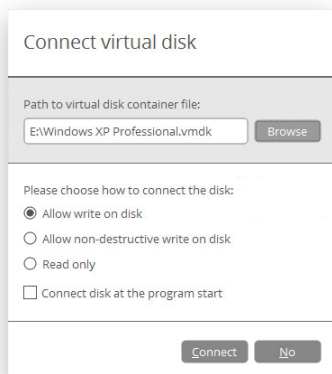 Connect virtual disk
Path to virtual disk container file:
E:\Windows XP Professional.vmdk
Browse
Please choose how to connect the disk:
Allow write on disk
Allow non-destructive write on disk
Read only
Connect disk at the program start
Connect
No